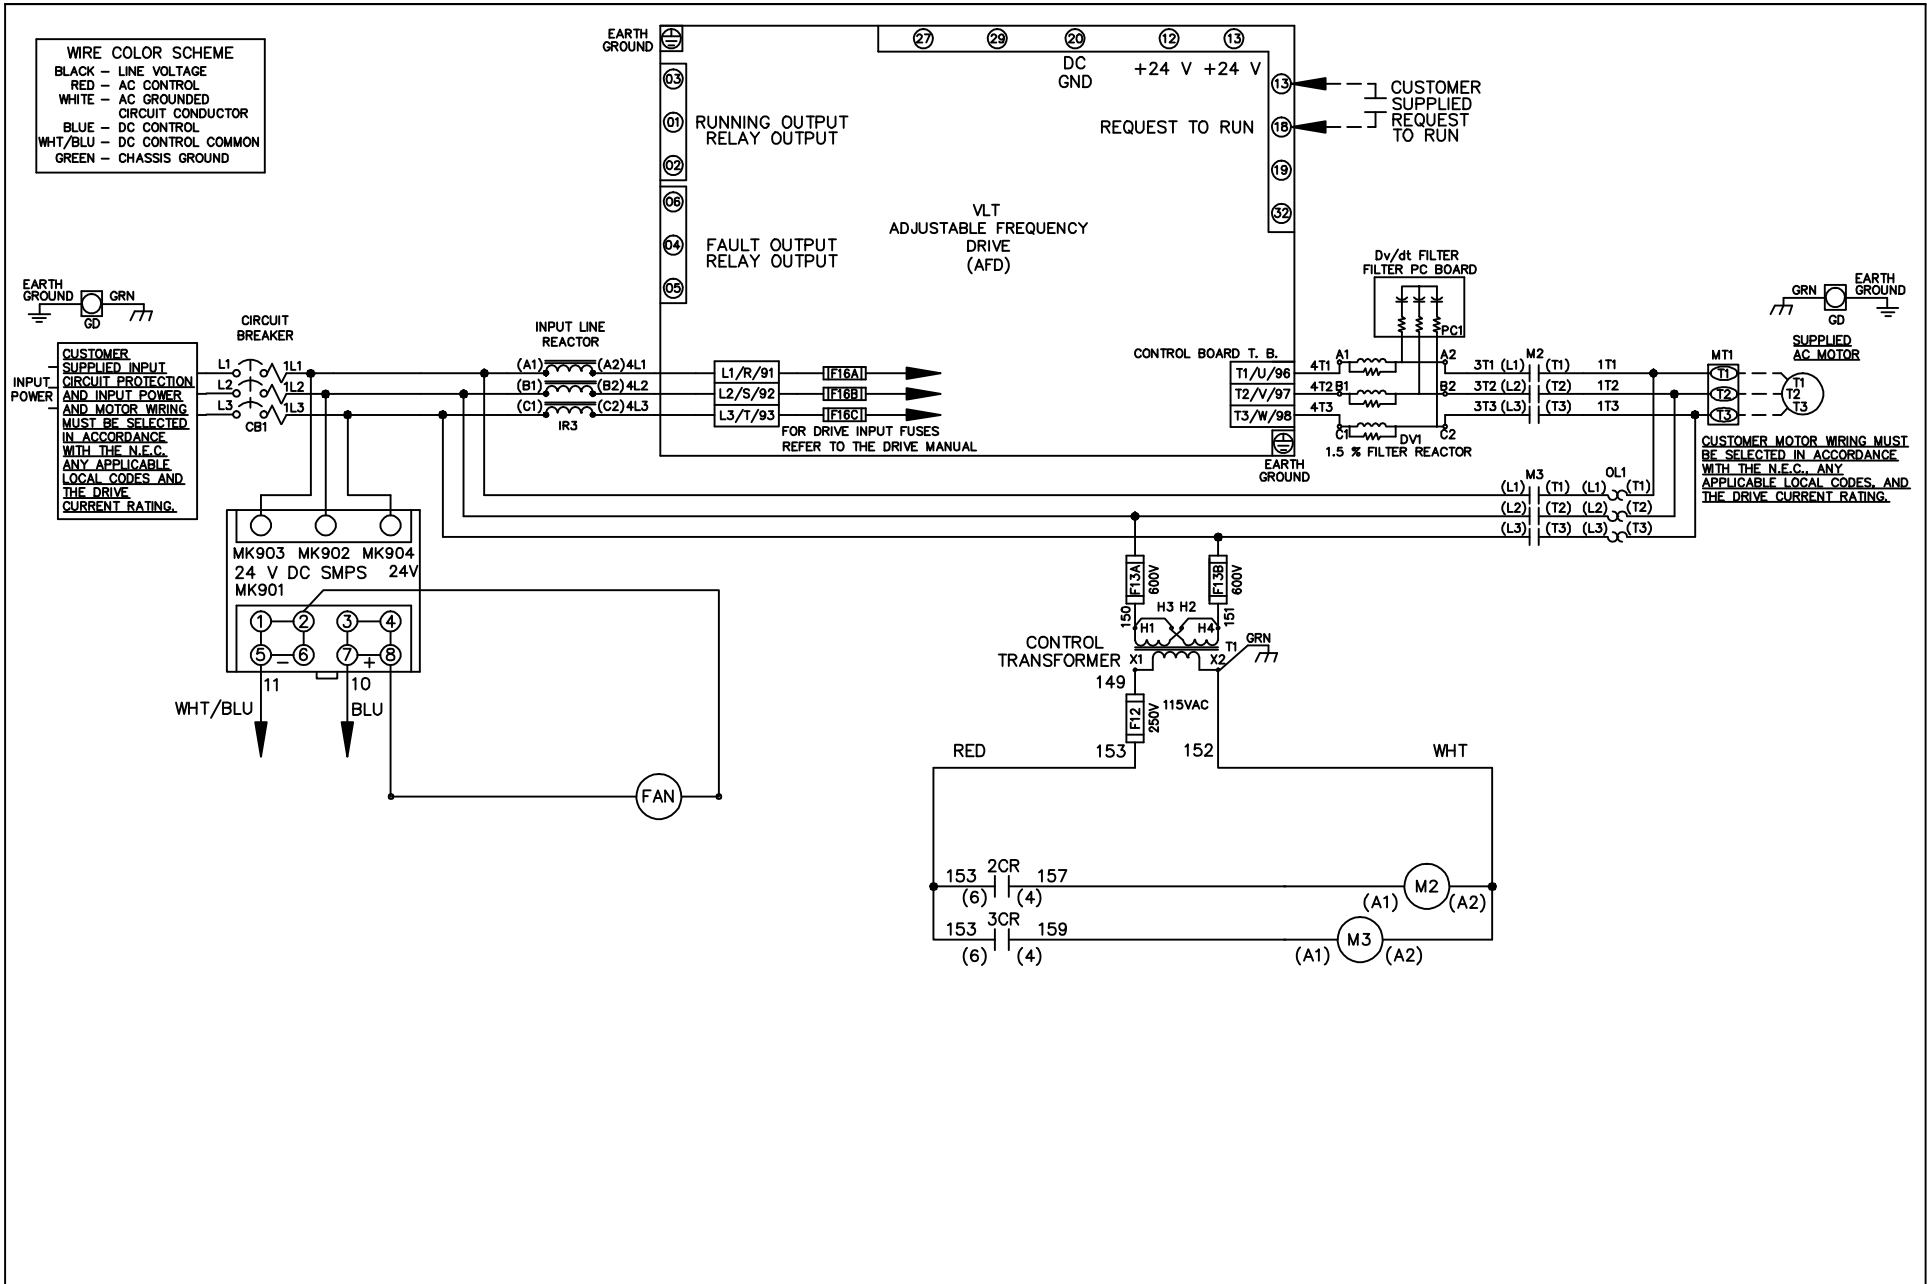 WIRE COLOR SCHEME
BLACK – LINE VOLTAGE
RED – AC CONTROL
WHITE – AC GROUNDED
CIRCUIT CONDUCTOR
BLUE – DC CONTROL
WHT/BLU – DC CONTROL COMMON
GREEN – CHASSIS GROUND
EARTH
GROUND
03
01
02
RUNNING OUTPUT
RELAY OUTPUT
06
04
05
FAULT OUTPUT
RELAY OUTPUT
27
29
20
12
13
DC
GND
+24 V
+24 V
13
REQUEST TO RUN
18
19
32
CUSTOMER
SUPPLIED
REQUEST
TO RUN
VLT
ADJUSTABLE FREQUENCY
DRIVE
(AFD)
EARTH
GROUND
GRN
GD
INPUT
POWER
CUSTOMER
SUPPLIED INPUT
CIRCUIT PROTECTION
AND INPUT POWER
AND MOTOR WIRING
MUST BE SELECTED
IN ACCORDANCE
WITH THE N.E.C.
ANY APPLICABLE
LOCAL CODES AND
THE DRIVE
CURRENT RATING.
CIRCUIT
BREAKER
L1
1L1
L2
1L2
L3
1L3
CB1
INPUT LINE
REACTOR
(A1)
(A2)
4L1
(B1)
(B2)
4L2
(C1)
(C2)
4L3
IR3
L1/R/91
F16A
L2/S/92
F16B
L3/T/93
F16C
FOR DRIVE INPUT FUSES
REFER TO THE DRIVE MANUAL
CONTROL BOARD T. B.
T1/U/96
T2/V/97
T3/W/98
EARTH
GROUND
Dv/dt FILTER
FILTER PC BOARD
PC1
4T1
A1
A2
4T2
B1
B2
4T3
C1
C2
DV1
1.5 % FILTER REACTOR
M2
3T1
(L1)
(T1)
1T1
3T2
(L2)
(T2)
1T2
3T3
(L3)
(T3)
1T3
MT1
T1
T2
T3
T1
T2
T3
GRN
EARTH
GROUND
GD
SUPPLIED
AC MOTOR
CUSTOMER MOTOR WIRING MUST
BE SELECTED IN ACCORDANCE
WITH THE N.E.C., ANY
APPLICABLE LOCAL CODES, AND
THE DRIVE CURRENT RATING.
M3
OL1
(L1)
(T1)
(L1)
(T1)
(L2)
(T2)
(L2)
(T2)
(L3)
(T3)
(L3)
(T3)
MK903
MK902
MK904
24 V DC SMPS
24V
MK901
1
2
3
4
5
–
6
7
+
8
11
10
WHT/BLU
BLU
FAN
F13A
600V
F13B
600V
150
151
H3 H2
H1
H4
CONTROL
TRANSFORMER
X1
X2
T1
GRN
149
F12
250V
115VAC
RED
153
152
WHT
153
2CR
157
(6)
(4)
M2
(A1)
(A2)
153
3CR
159
(6)
(4)
M3
(A1)
(A2)